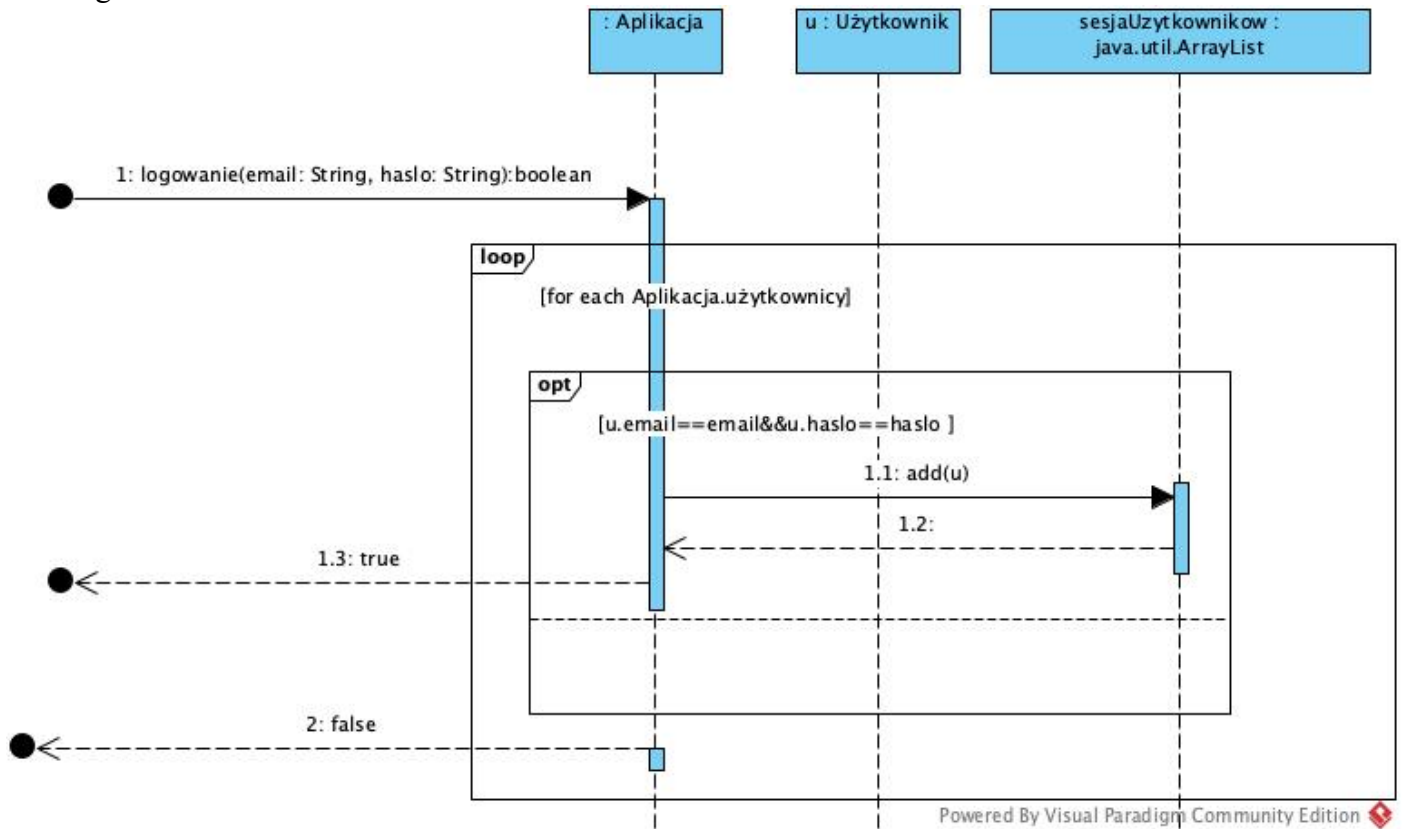 : Aplikacja
u : Użytkownik
sesjaUzytkownikow :
java.util.ArrayList
1: logowanie(email: String, haslo: String):boolean
loop
[for each Aplikacja.użytkownicy]
opt
[u.email==email&&u.haslo==haslo ]
1.1: add(u)
1.2:
1.3: true
2: false
Powered By Visual Paradigm Community Edition